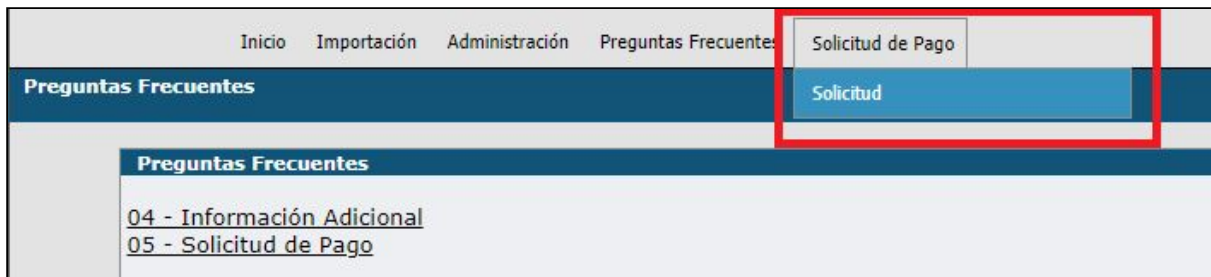 Inicio Importación Administración Preguntas Frecuentes Solicitud de Pago
Preguntas Frecuentes Solicitud
Preguntas Frecuentes
04 - Información Adicional
05 - Solicitud de Pago